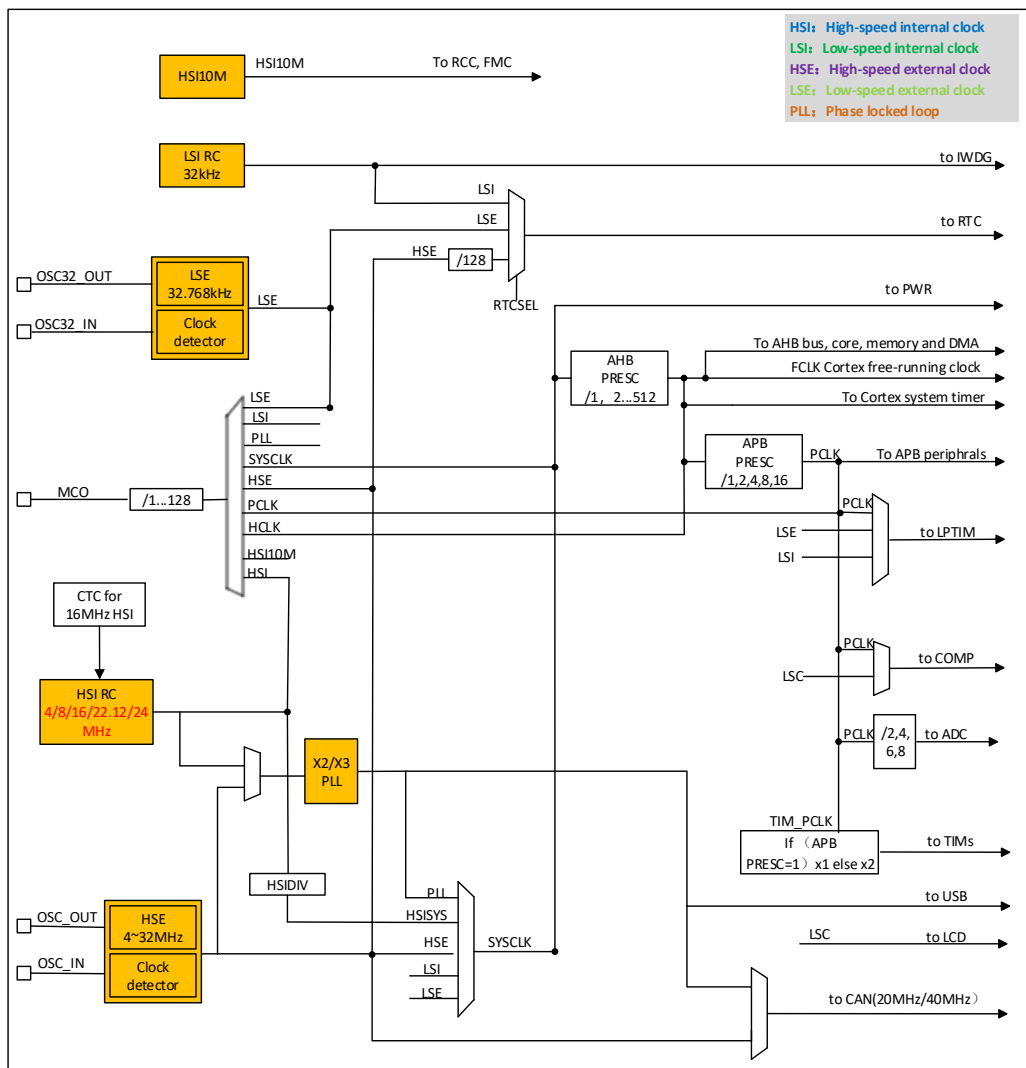 HSI: High-speed internal clock
LSI: Low-speed internal clock
HSE: High-speed external clock
LSE: Low-speed external clock
PLL: Phase locked loop
HSI10M
HSI10M
To RCC, FMC
LSI RC
32kHz
to IWDG
LSI
LSE
HSE
/128
RTCSEL
to RTC
OSC32_OUT
OSC32_IN
LSE
32.768kHz
Clock
detector
LSE
to PWR
AHB
PRESC
/1, 2...512
To AHB bus, core, memory and DMA
FCLK Cortex free-running clock
To Cortex system timer
APB
PRESC
/1,2,4,8,16
PCLK
To APB periphrals
MCO
/1...128
LSE
LSI
PLL
SYSCLK
HSE
PCLK
HCLK
HSI10M
HSI
PCLK
LSE
LSI
to LPTIM
CTC for
16MHz HSI
HSI RC
4/8/16/22.12/24
MHz
PCLK
LSC
to COMP
X2/X3
PLL
PCLK
/2,4,
6,8
to ADC
TIM_PCLK
If （APB
PRESC=1）x1 else x2
to TIMs
HSIDIV
PLL
HSISYS
HSE
LSI
LSE
SYSCLK
OSC_OUT
OSC_IN
HSE
4~32MHz
Clock
detector
to USB
LSC
to LCD
to CAN(20MHz/40MHz）